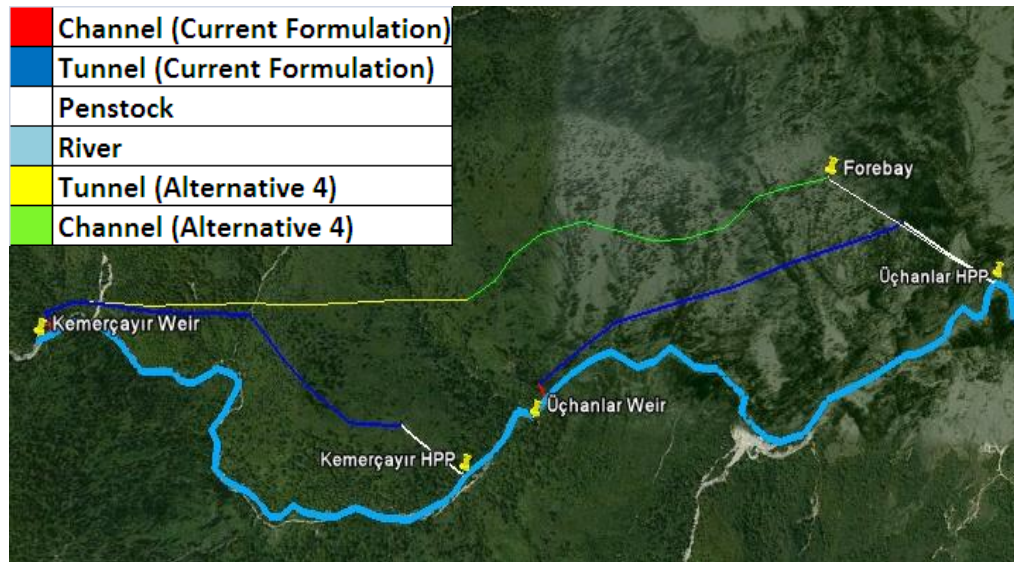 Channel (Current Formulation)
Tunnel (Current Formulation)
Penstock
River
Tunnel (Alternative 4)
Channel (Alternative 4)
Forebay
Üçhanlar HPP
Kemerçayır Weir
Üçhanlar Weir
Kemerçayır HPP